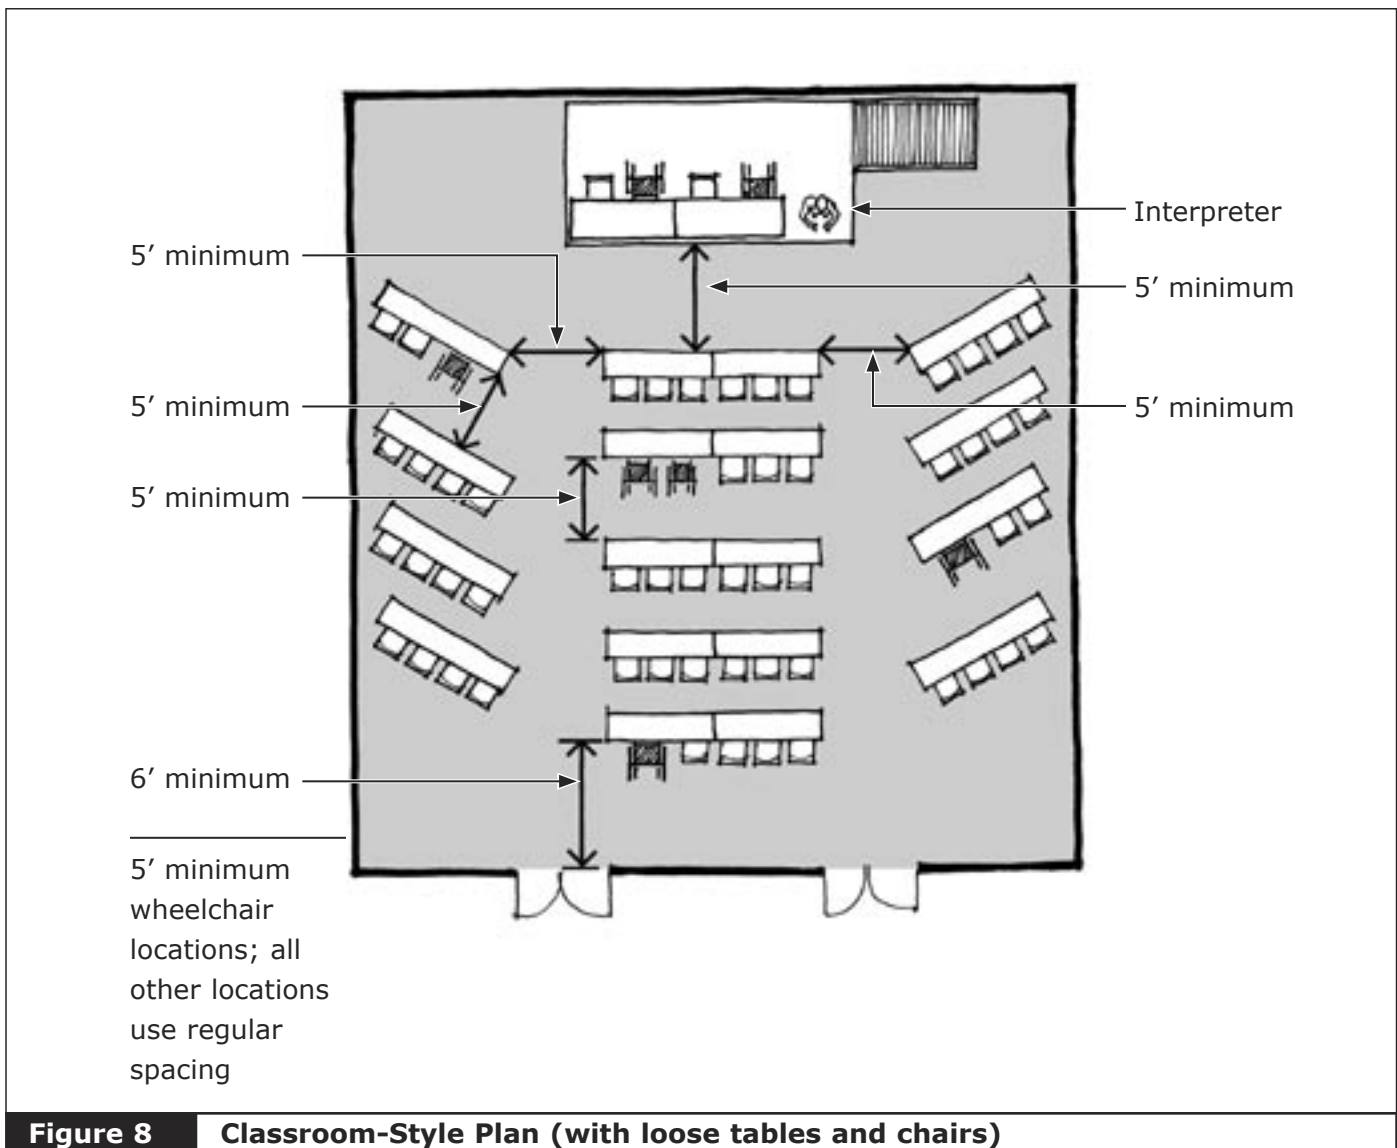 Interpreter
5′ minimum
5′ minimum
5′ minimum
5′ minimum
5′ minimum
6′ minimum
5′ minimum
wheelchair
locations; all
other locations
use regular
spacing
Figure 8 Classroom-Style Plan (with loose tables and chairs)